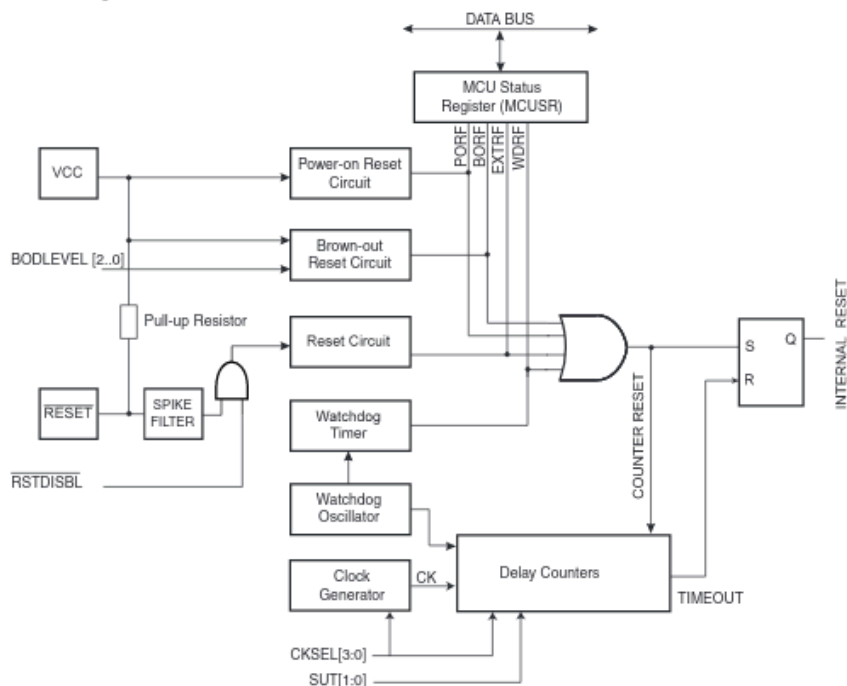 DATA BUS
MCU Status
Register (MCUSR)
PORF
BORF
EXTRF
WDRF
VCC
Power-on Reset
Circuit
BODLEVEL [2..0]
Brown-out
Reset Circuit
Pull-up Resistor
Reset Circuit
RESET
SPIKE
FILTER
RSTDISBL
Watchdog
Timer
Watchdog
Oscillator
Clock
Generator
CK
CKSEL[3:0]
SUT[1:0]
Delay Counters
COUNTER RESET
TIMEOUT
S
R
Q
INTERNAL RESET